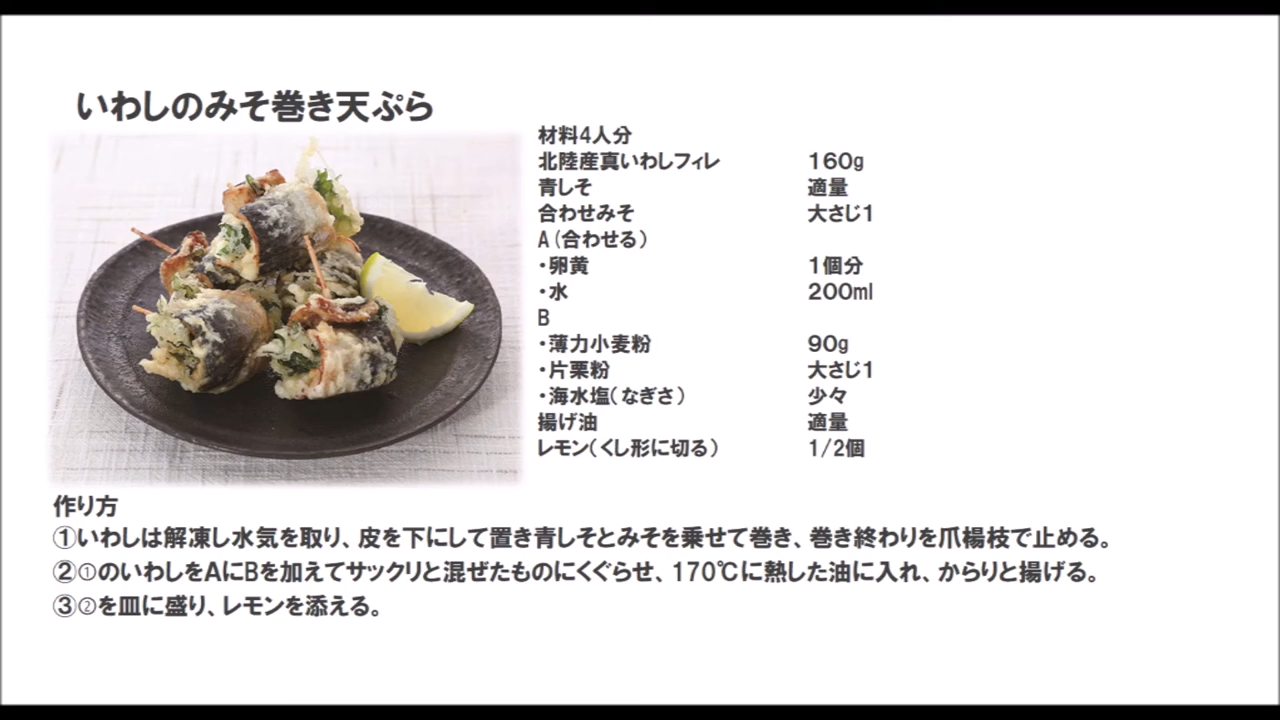 いわしのみそ巻き天ぷら
材料4人分
北陸産真いわしフィレ 160g
青しそ 適量
合わせみそ 大さじ1
A(合わせる)
・卵黄 1個分
・水 200ml
B
・薄力小麦粉 90g
・片栗粉 大さじ1
・海水塩(なぎさ) 少々
揚げ油 適量
レモン(くし形に切る) 1/2個
作り方
①いわしは解凍し水気を取り、皮を下にして置き青しそとみそを乗せて巻き、巻き終わりを爪楊枝で止める。
②①のいわしをAにBを加えてサックリと混ぜたものにくぐらせ、170℃に熱した油に入れ、からりと揚げる。
③②を皿に盛り、レモンを添える。